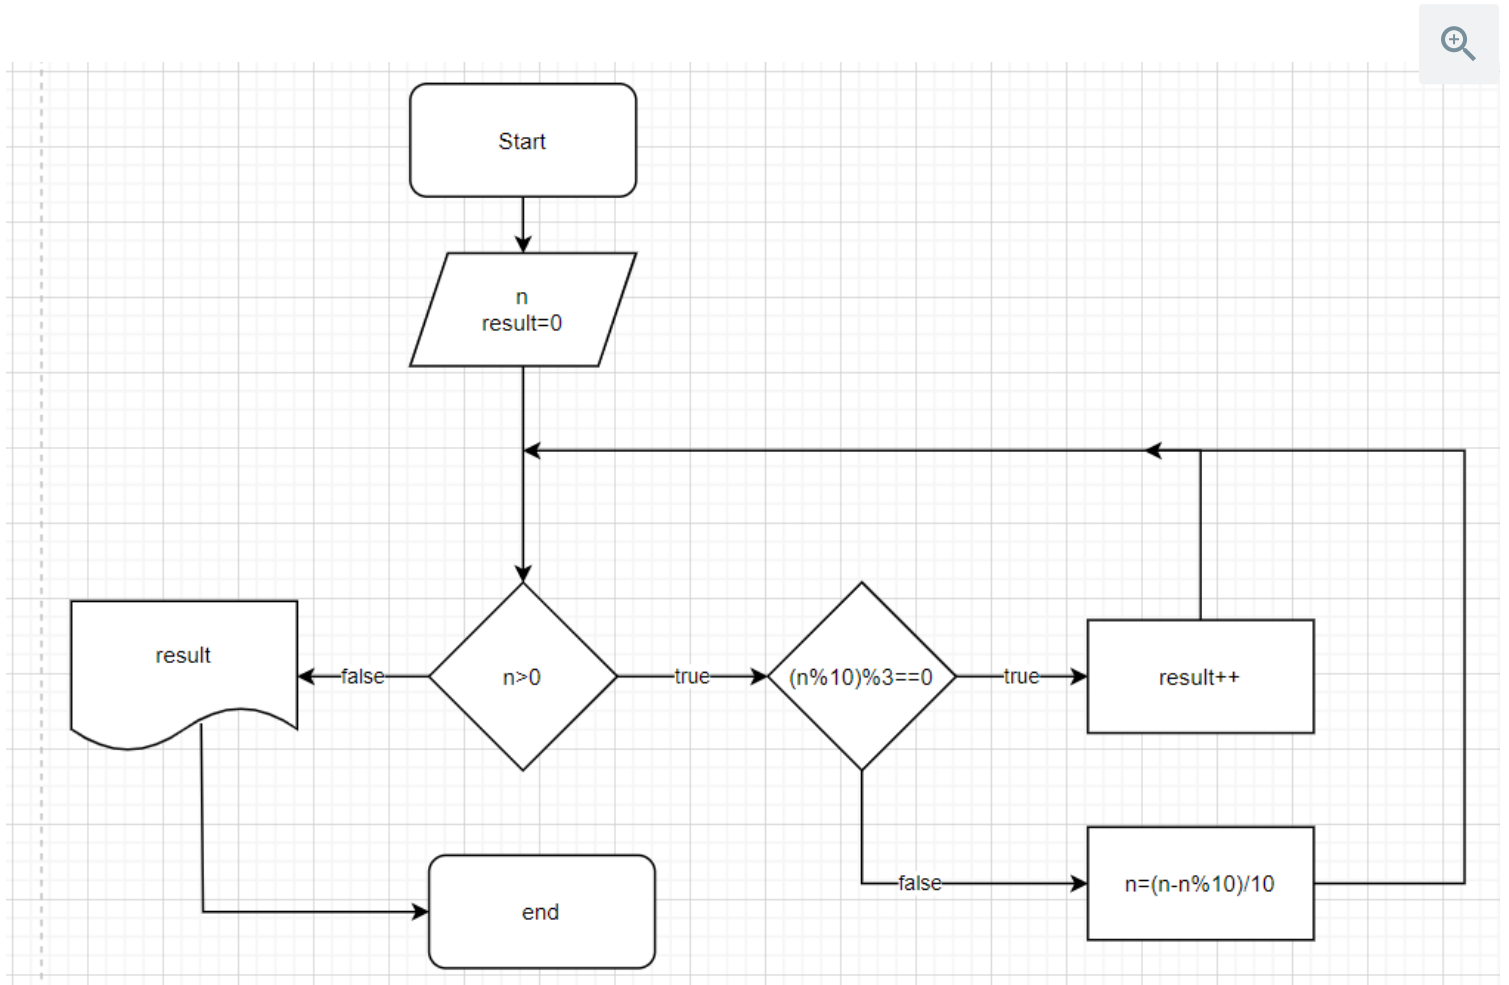 Start
n
result=0
result
false
n>0
true
(n%10)%3==0
true
result++
false
n=(n-n%10)/10
end